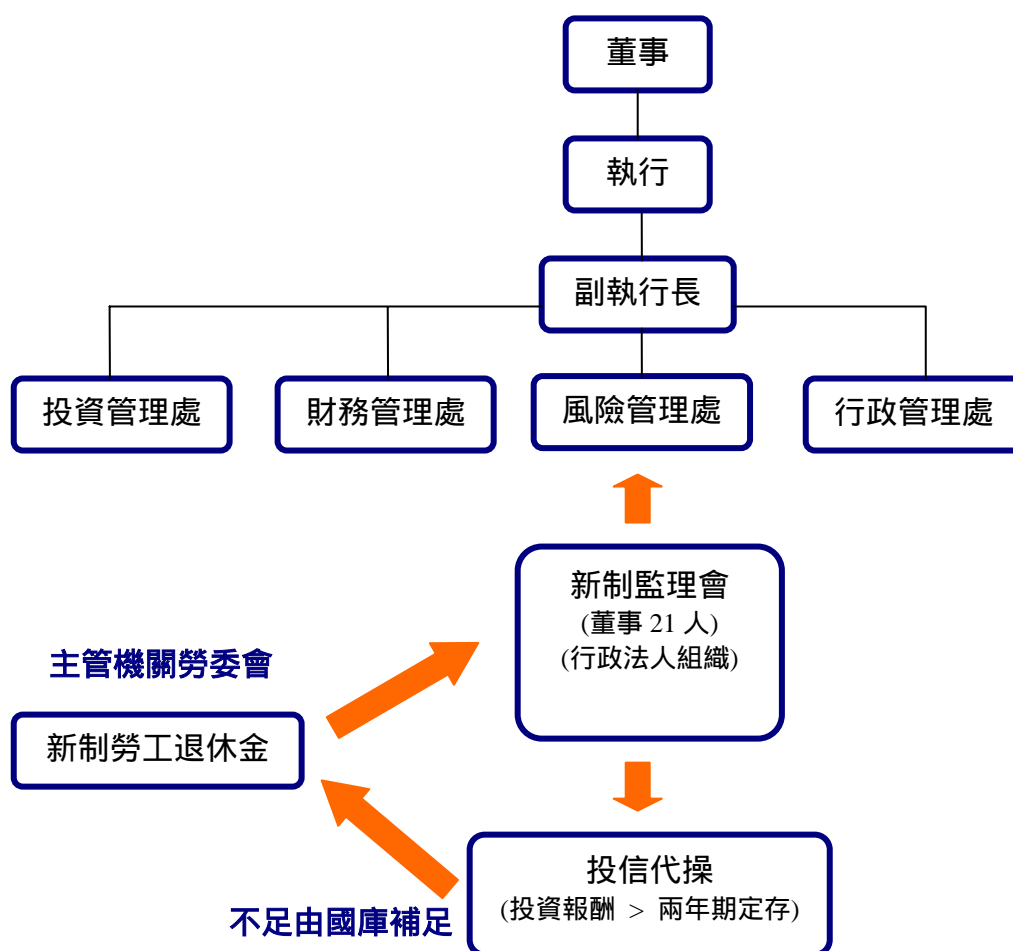 董事
執行
副執行長
投資管理處
財務管理處
風險管理處
行政管理處
新制監理會
(董事 21 人)
(行政法人組織)
主管機關勞委會
新制勞工退休金
投信代操
(投資報酬 > 兩年期定存)
不足由國庫補足